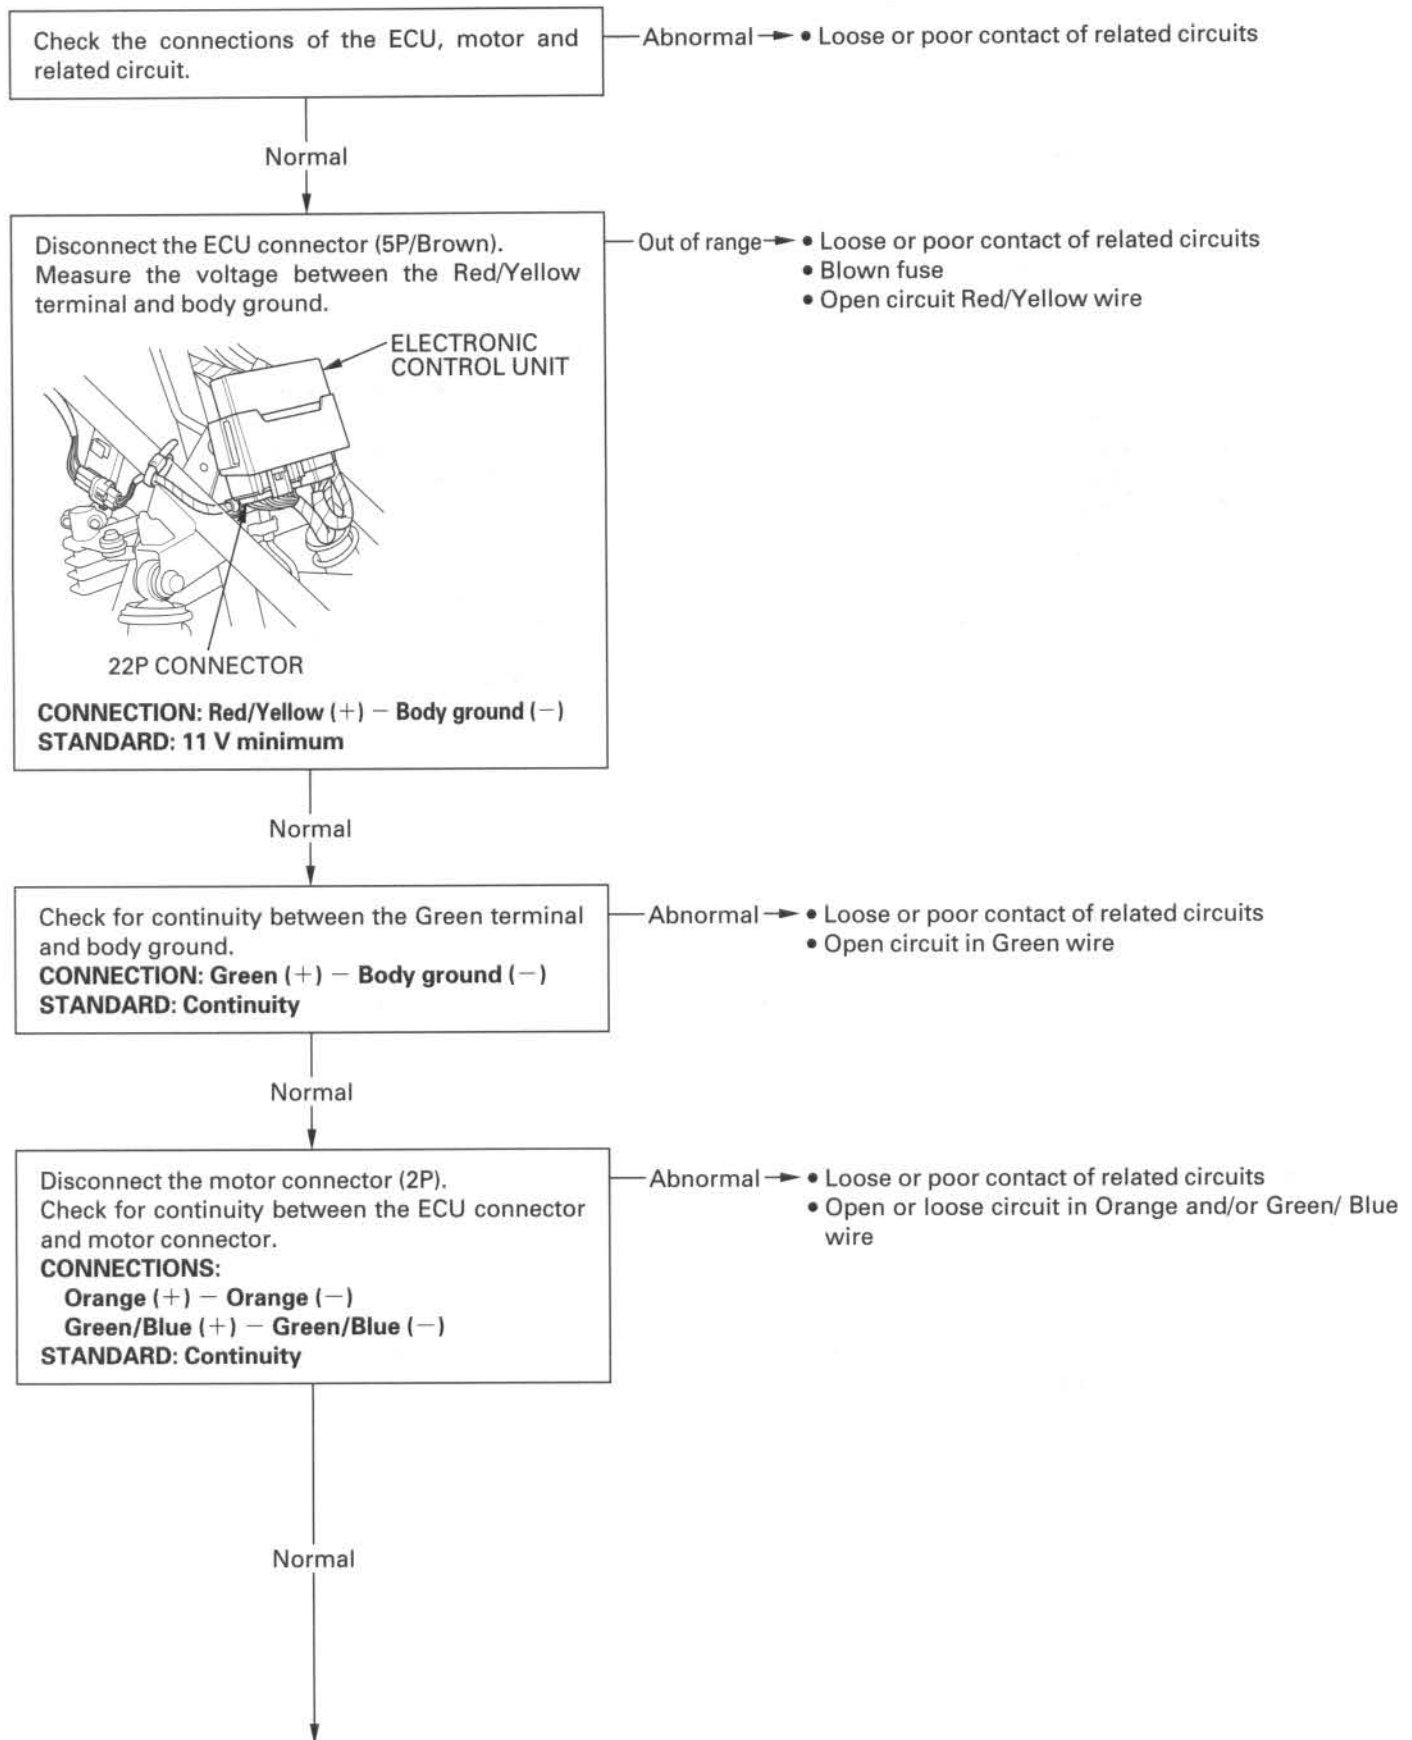 Check the connections of the ECU, motor and
related circuit.
Abnormal
• Loose or poor contact of related circuits
Normal
Disconnect the ECU connector (5P/Brown).
Measure the voltage between the Red/Yellow
terminal and body ground.
Out of range
• Loose or poor contact of related circuits
• Blown fuse
• Open circuit Red/Yellow wire
ELECTRONIC
CONTROL UNIT
22P CONNECTOR
CONNECTION: Red/Yellow (+) – Body ground (–)
STANDARD: 11 V minimum
Normal
Check for continuity between the Green terminal
and body ground.
CONNECTION: Green (+) – Body ground (–)
STANDARD: Continuity
Abnormal
• Loose or poor contact of related circuits
• Open circuit in Green wire
Normal
Disconnect the motor connector (2P).
Check for continuity between the ECU connector
and motor connector.
CONNECTIONS:
Orange (+) – Orange (–)
Green/Blue (+) – Green/Blue (–)
STANDARD: Continuity
Abnormal
• Loose or poor contact of related circuits
• Open or loose circuit in Orange and/or Green/ Blue
wire
Normal